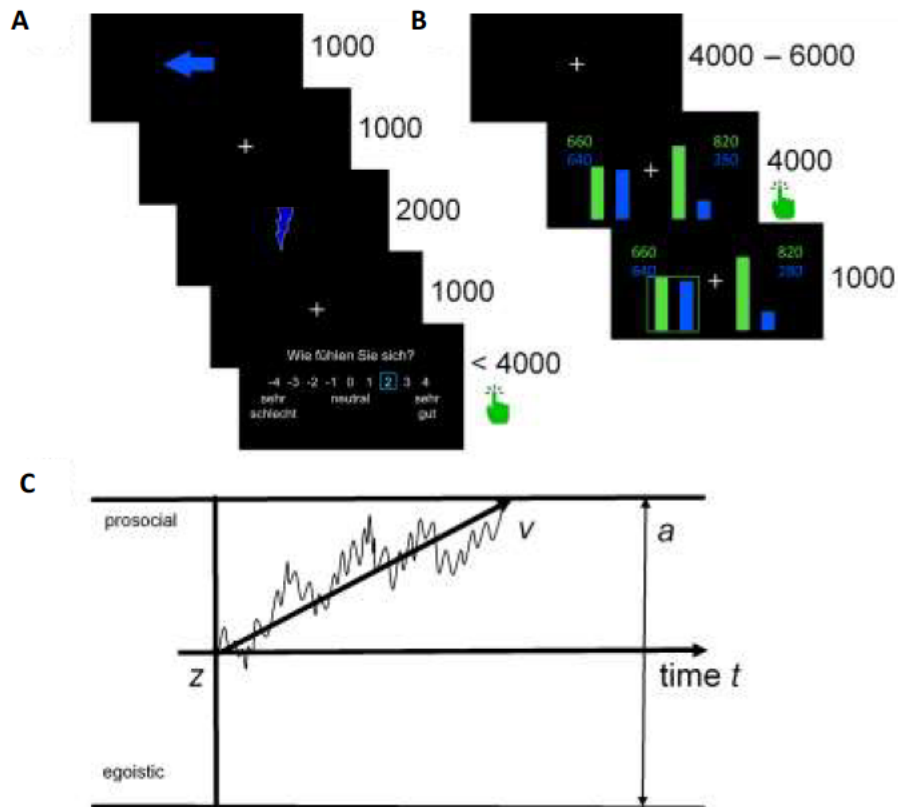 A
1000
1000
2000
1000
Wie fühlen Sie sich?
-4 -3 -2 -1 0 1 2 3 4
sehr schlecht
neutral
sehr gut
< 4000
B
4000 – 6000
660 820
640 280
4000
660 820
640 280
1000
C
prosocial
v
a
z
time t
egoistic